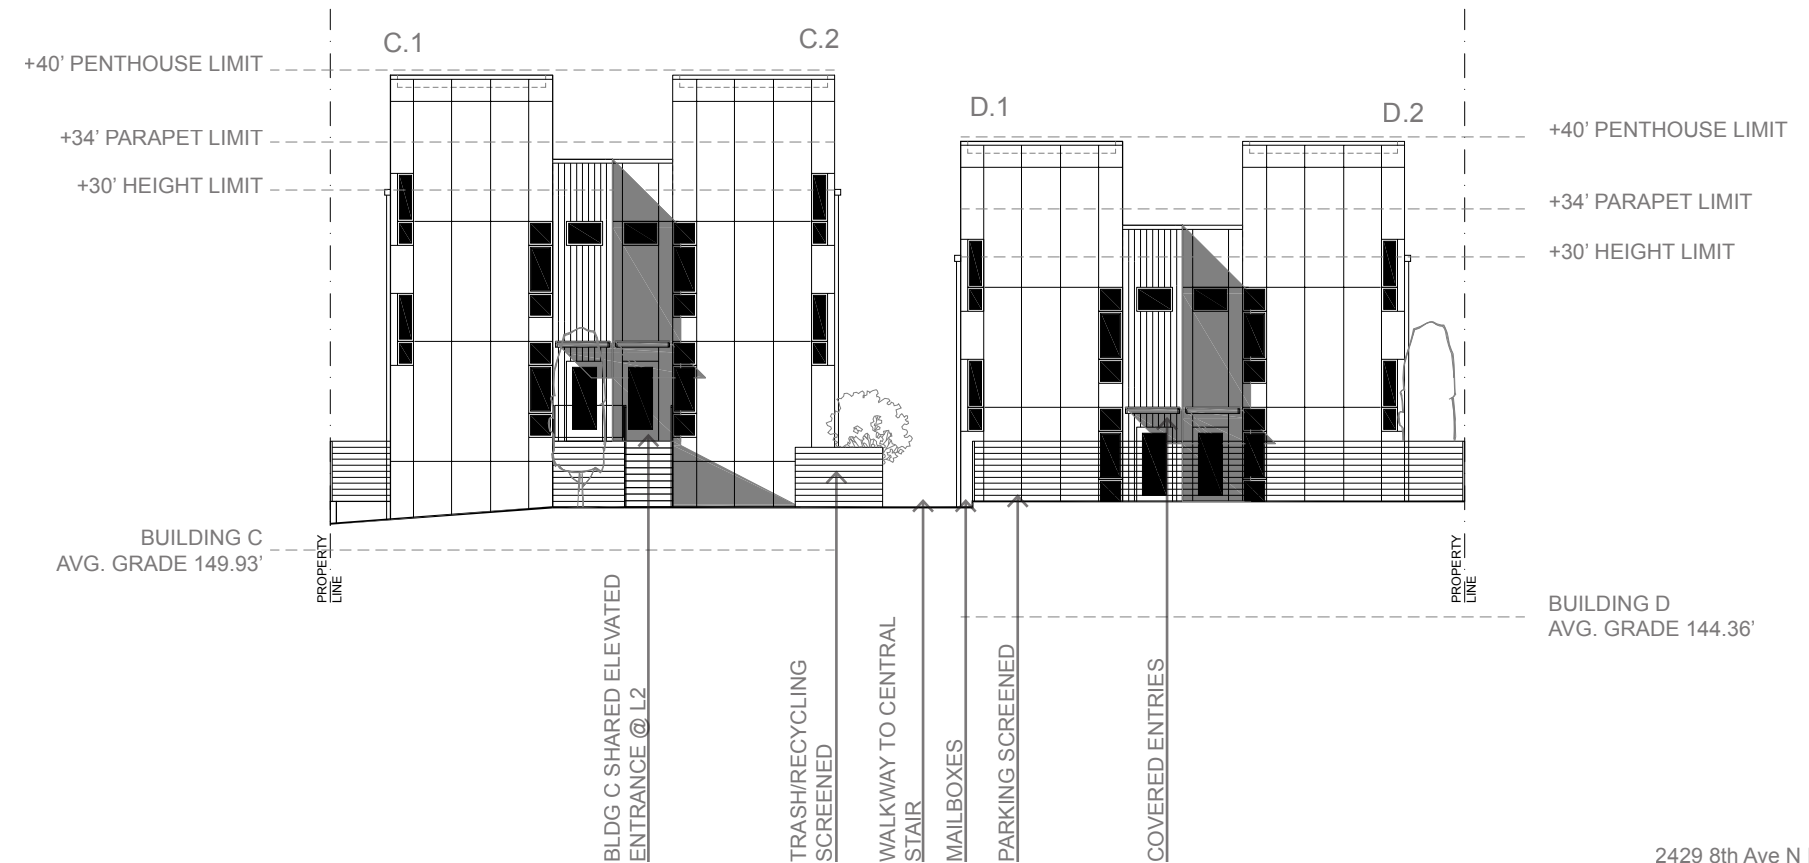 C.1
C.2
+40’ PENTHOUSE LIMIT
+34’ PARAPET LIMIT
+30’ HEIGHT LIMIT
D.1
D.2
+40’ PENTHOUSE LIMIT
+34’ PARAPET LIMIT
+30’ HEIGHT LIMIT
BUILDING C
AVG. GRADE 149.93’
PROPERTY
LINE
PROPERTY
LINE
BUILDING D
AVG. GRADE 144.36’
BLDG C SHARED ELEVATED
ENTRANCE @ L2
TRASH/RECYCLING
SCREENED
WALKWAY TO CENTRAL
STAIR
MAILBOXES
PARKING SCREENED
COVERED ENTRIES
2429 8th Ave N